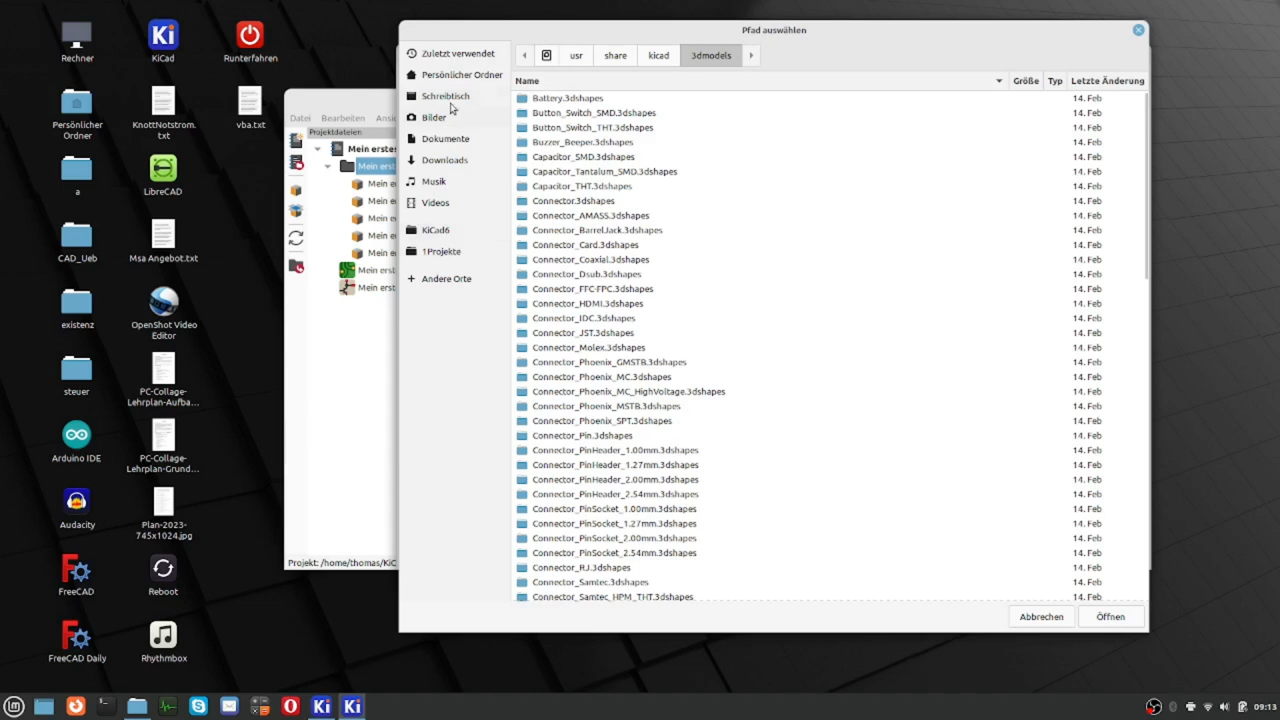 Rechner
KiCad
Runterfahren
Persönlicher
Ordner
KnottNotstrom.
txt
vba.txt
a
LibreCAD
CAD_Ueb
Msa Angebot.txt
existenz
OpenShot Video
Editor
steuer
PC-Collage-
Lehrplan-Aufba...
Arduino IDE
PC-Collage-
Lehrplan-Grund...
Audacity
Plan-2023-
745x1024.jpg
FreeCAD
Reboot
FreeCAD Daily
Rhythmbox
Datei Bearbeiten Ansi
Projektdateien
Mein erstes
Mein erst
Mein e
Mein e
Mein e
Mein e
Mein e
Mein erst
Mein erst
Projekt: /home/thomas/KiC
Pfad auswählen
Zuletzt verwendet
Persönlicher Ordner
Schreibtisch
Bilder
Dokumente
Downloads
Musik
Videos
KiCad6
1Projekte
Andere Orte
usr share kicad 3dmodels
Name Größe Typ Letzte Änderung
Battery.3dshapes 14. Feb
Button_Switch_SMD.3dshapes 14. Feb
Button_Switch_THT.3dshapes 14. Feb
Buzzer_Beeper.3dshapes 14. Feb
Capacitor_SMD.3dshapes 14. Feb
Capacitor_Tantalum_SMD.3dshapes 14. Feb
Capacitor_THT.3dshapes 14. Feb
Connector.3dshapes 14. Feb
Connector_AMASS.3dshapes 14. Feb
Connector_BarrelJack.3dshapes 14. Feb
Connector_Card.3dshapes 14. Feb
Connector_Coaxial.3dshapes 14. Feb
Connector_Dsub.3dshapes 14. Feb
Connector_FFC-FPC.3dshapes 14. Feb
Connector_HDMI.3dshapes 14. Feb
Connector_IDC.3dshapes 14. Feb
Connector_JST.3dshapes 14. Feb
Connector_Molex.3dshapes 14. Feb
Connector_Phoenix_GMSTB.3dshapes 14. Feb
Connector_Phoenix_MC.3dshapes 14. Feb
Connector_Phoenix_MC_HighVoltage.3dshapes 14. Feb
Connector_Phoenix_MSTB.3dshapes 14. Feb
Connector_Phoenix_SPT.3dshapes 14. Feb
Connector_Pin.3dshapes 14. Feb
Connector_PinHeader_1.00mm.3dshapes 14. Feb
Connector_PinHeader_1.27mm.3dshapes 14. Feb
Connector_PinHeader_2.00mm.3dshapes 14. Feb
Connector_PinHeader_2.54mm.3dshapes 14. Feb
Connector_PinSocket_1.00mm.3dshapes 14. Feb
Connector_PinSocket_1.27mm.3dshapes 14. Feb
Connector_PinSocket_2.00mm.3dshapes 14. Feb
Connector_PinSocket_2.54mm.3dshapes 14. Feb
Connector_RJ.3dshapes 14. Feb
Connector_Samtec.3dshapes 14. Feb
Connector_Samtec_HPM_THT.3dshapes 14. Feb
Abbrechen Öffnen
09:13